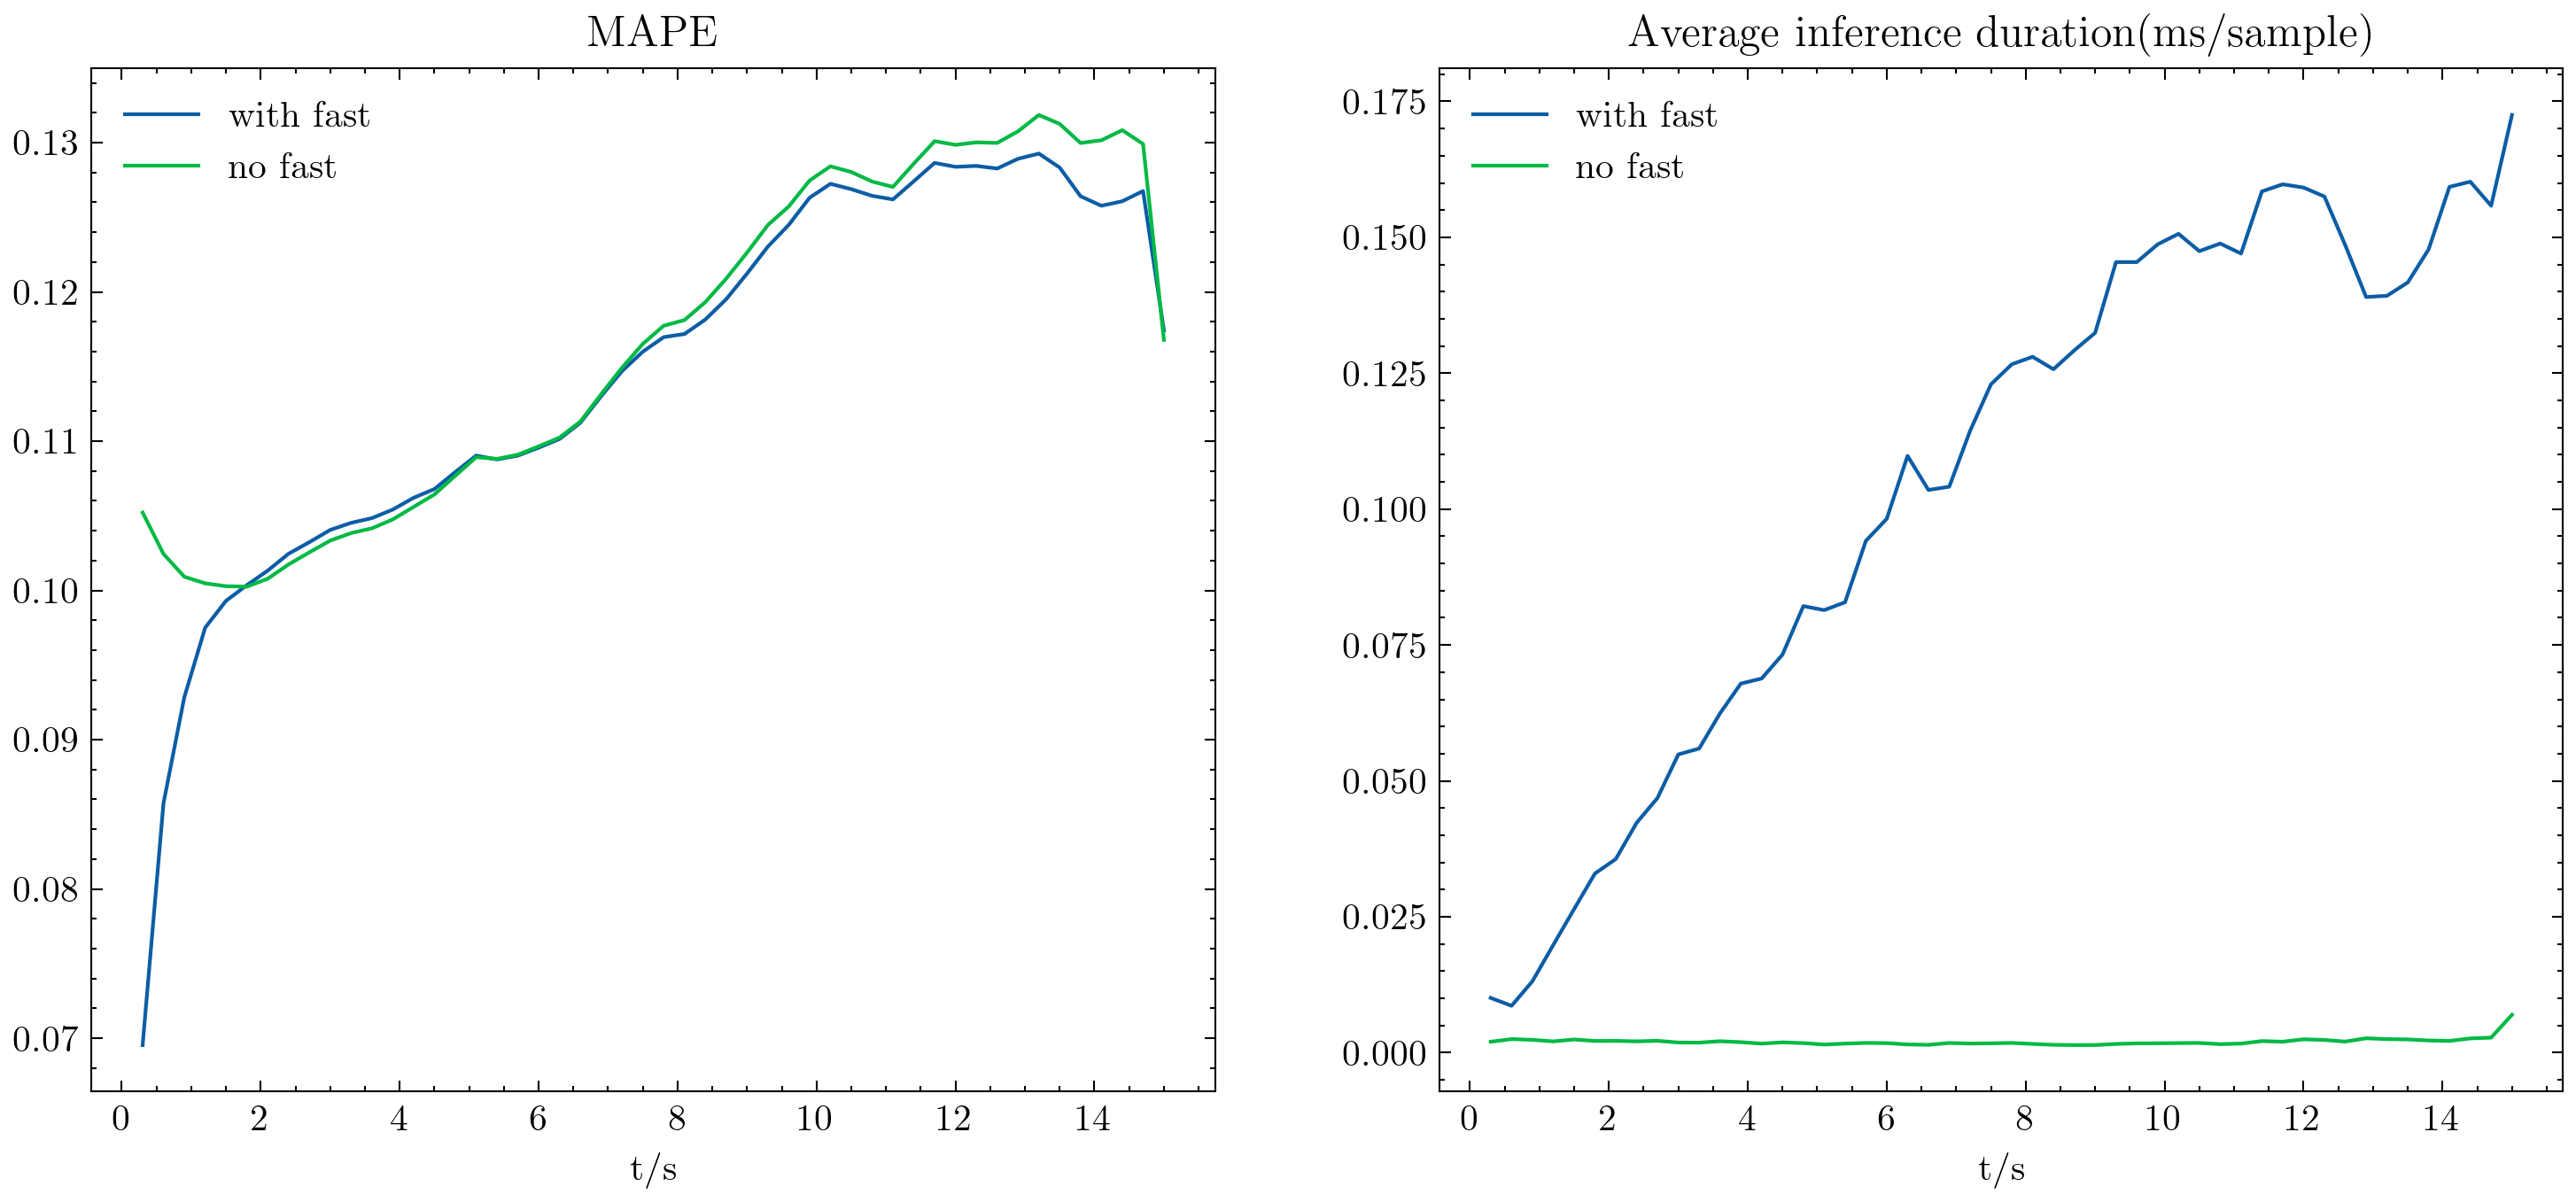 MAPE
with fast
no fast
0.13
0.12
0.11
0.10
0.09
0.08
0.07
0 2 4 6 8 10 12 14
t/s
Average inference duration(ms/sample)
with fast
no fast
0.175
0.150
0.125
0.100
0.075
0.050
0.025
0.000
0 2 4 6 8 10 12 14
t/s